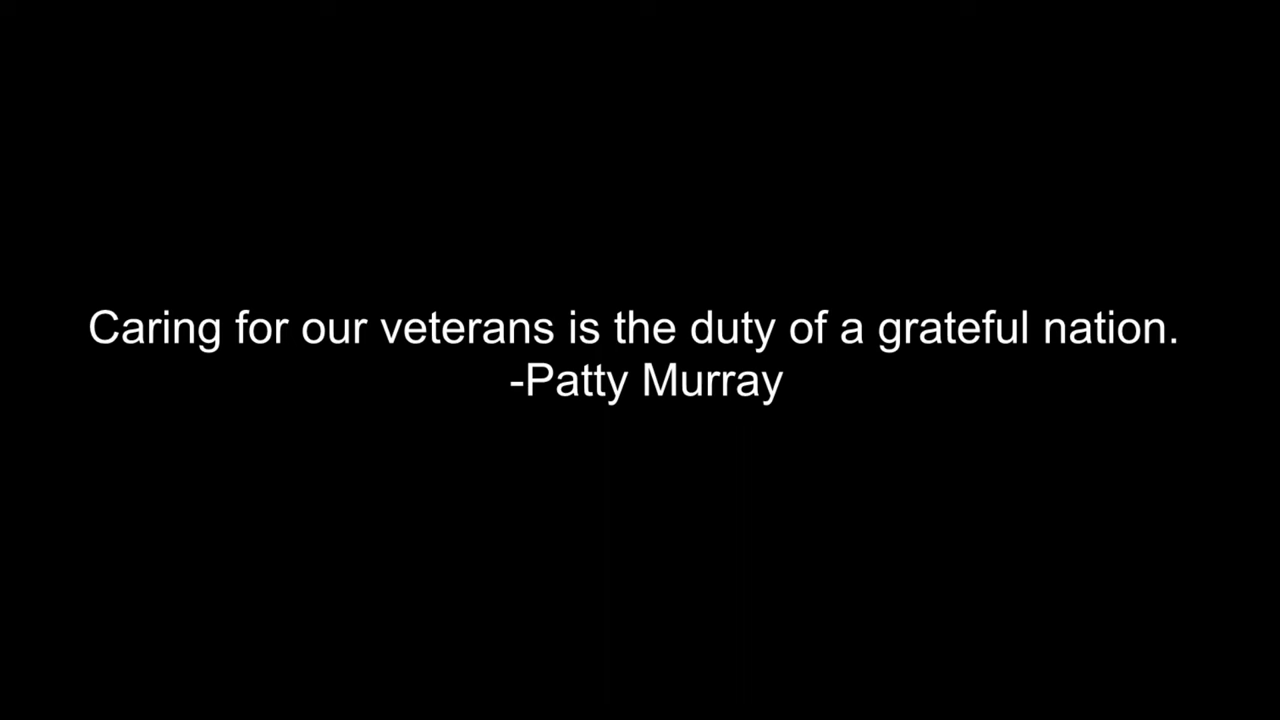 Caring for our veterans is the duty of a grateful nation.
-Patty Murray